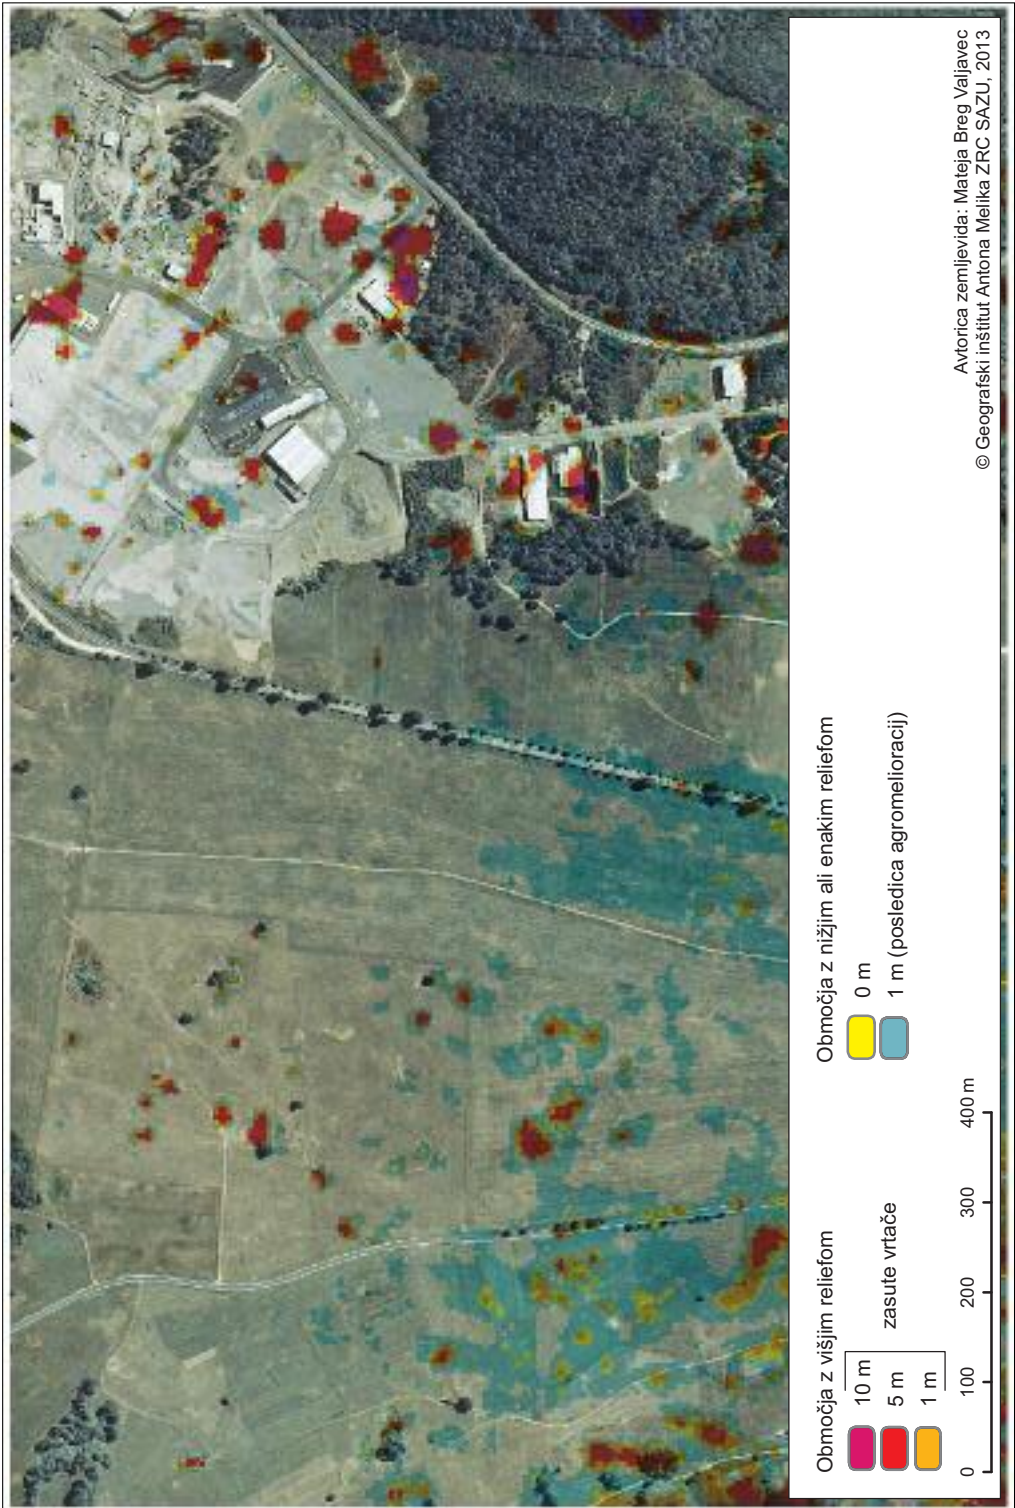 Območja z višjim reliefom
10 m
5 m
1 m
zasute vrtače
Območja z nižjim ali enakim reliefom
0 m
1 m (posledica agromelioracij)
0 100 200 300 400 m
Avtorica zemljevida: Mateja Breg Valjavec
© Geografski inštitut Antona Melika ZRC SAZU, 2013